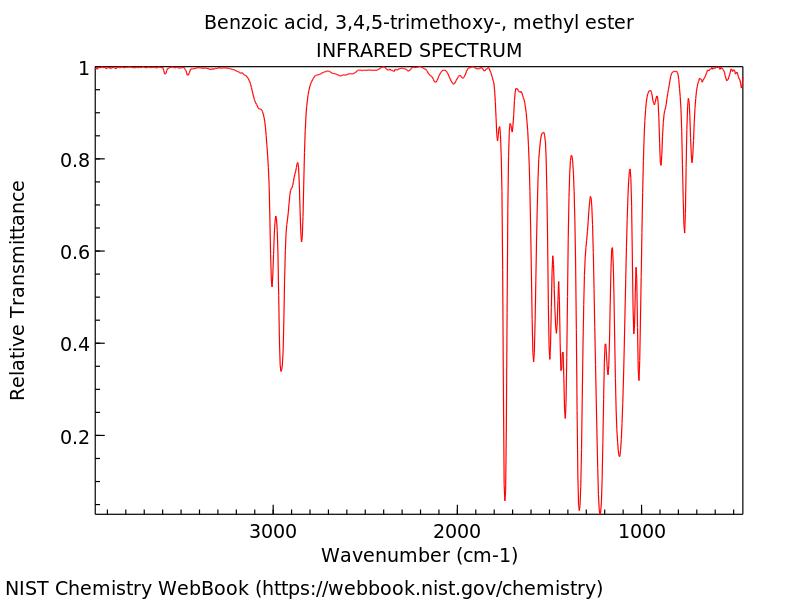 Benzoic acid, 3,4,5-trimethoxy-, methyl ester
INFRARED SPECTRUM
1
0.8
0.6
0.4
0.2
Relative Transmittance
3000 2000 1000
Wavenumber (cm-1)
NIST Chemistry WebBook (https://webbook.nist.gov/chemistry)